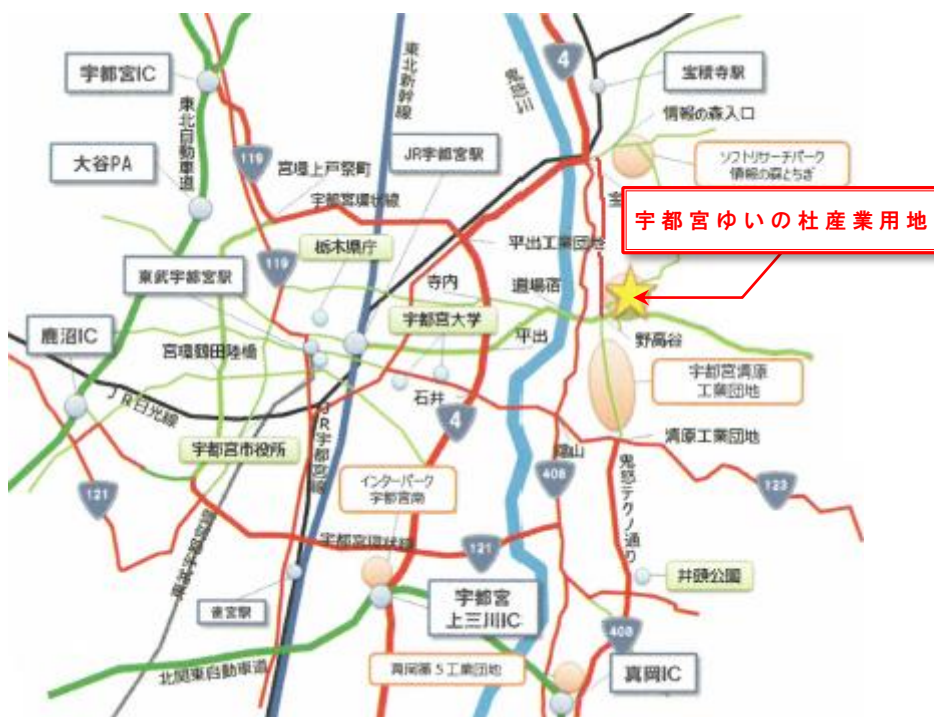 宇都宮IC
東北自動車道
大谷PA
119
宮環上戸祭町
宇都宮環状線
東北新幹線
JR宇都宮駅
4
宝積寺駅
情報の森入口
ソフトリサーチパーク
情報の森とちぎ
宇都宮ゆいの杜産業用地
平出工業団地
栃木県庁
119
東武宇都宮駅
寺内
道場宿
宇都宮大学
平出
野高谷
鹿沼IC
宮環鶴田陸橋
宇都宮清原
工業団地
JR日光線
石井
4
清原工業団地
宇都宮市役所
JR宇都宮線
インターパーク
宇都宮南
408
鬼怒テクノ通り
123
121
宇都宮環状線
121
井頭公園
雀宮駅
宇都宮
上三川IC
408
北関東自動車道
真岡第5工業団地
真岡IC